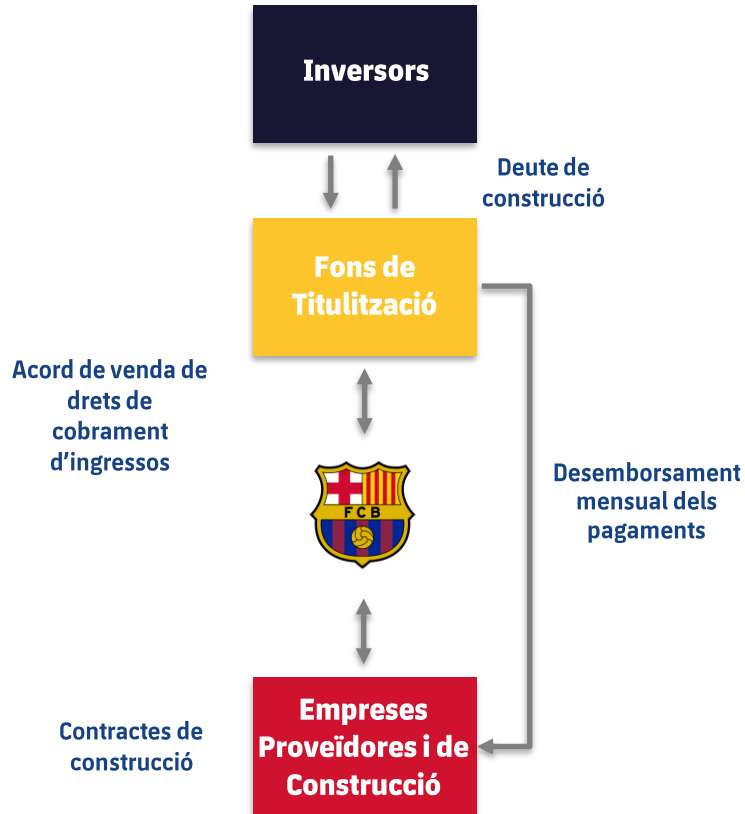 Inversors
Deute de
construcció
Fons de
Titulització
Acord de venda de
drets de
cobrament
d’ingressos
FCB
Desemborsament
mensual dels
pagaments
Empreses
Proveïdores i de
Construcció
Contractes de
construcció